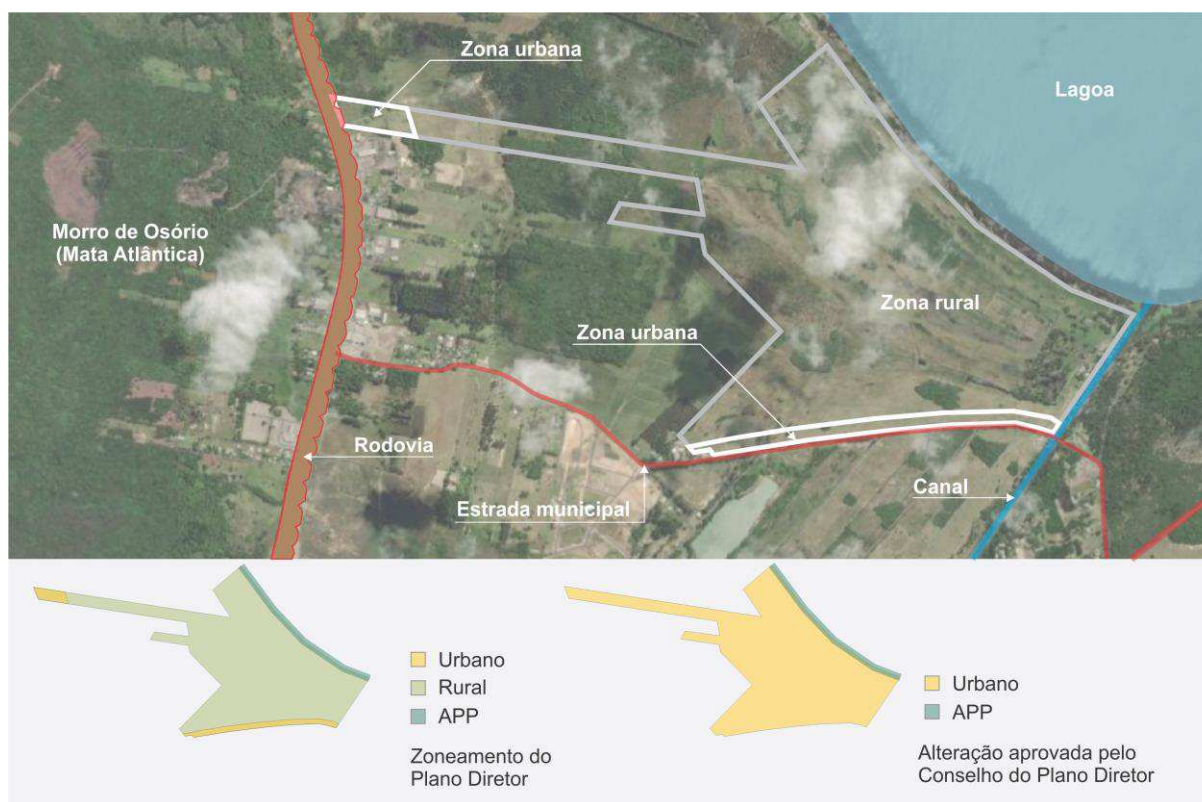 Zona urbana
Lagoa
Morro de Osório
(Mata Atlântica)
Zona rural
Zona urbana
Rodovia
Canal
Estrada municipal
Urbano
Rural
APP
Zoneamento do
Plano Diretor
Urbano
APP
Alteração aprovada pelo
Conselho do Plano Diretor